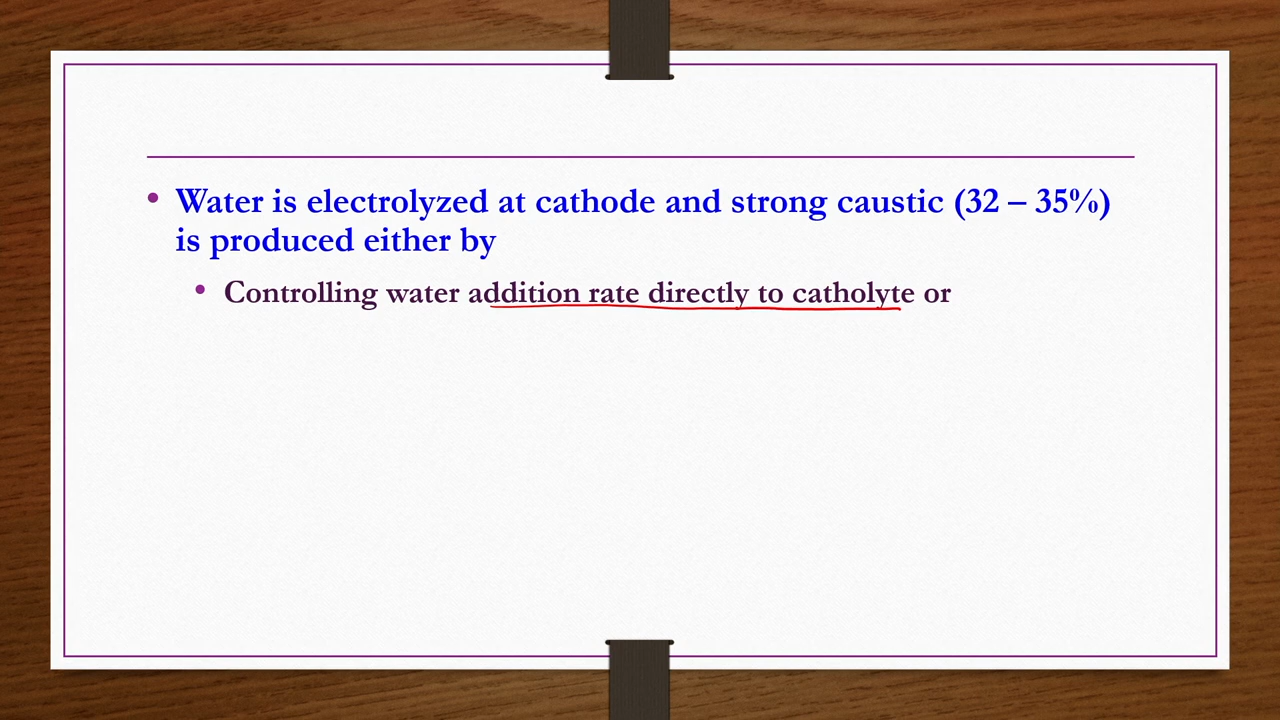 • Water is electrolyzed at cathode and strong caustic (32 – 35%)
is produced either by
• Controlling water addition rate directly to catholyte or